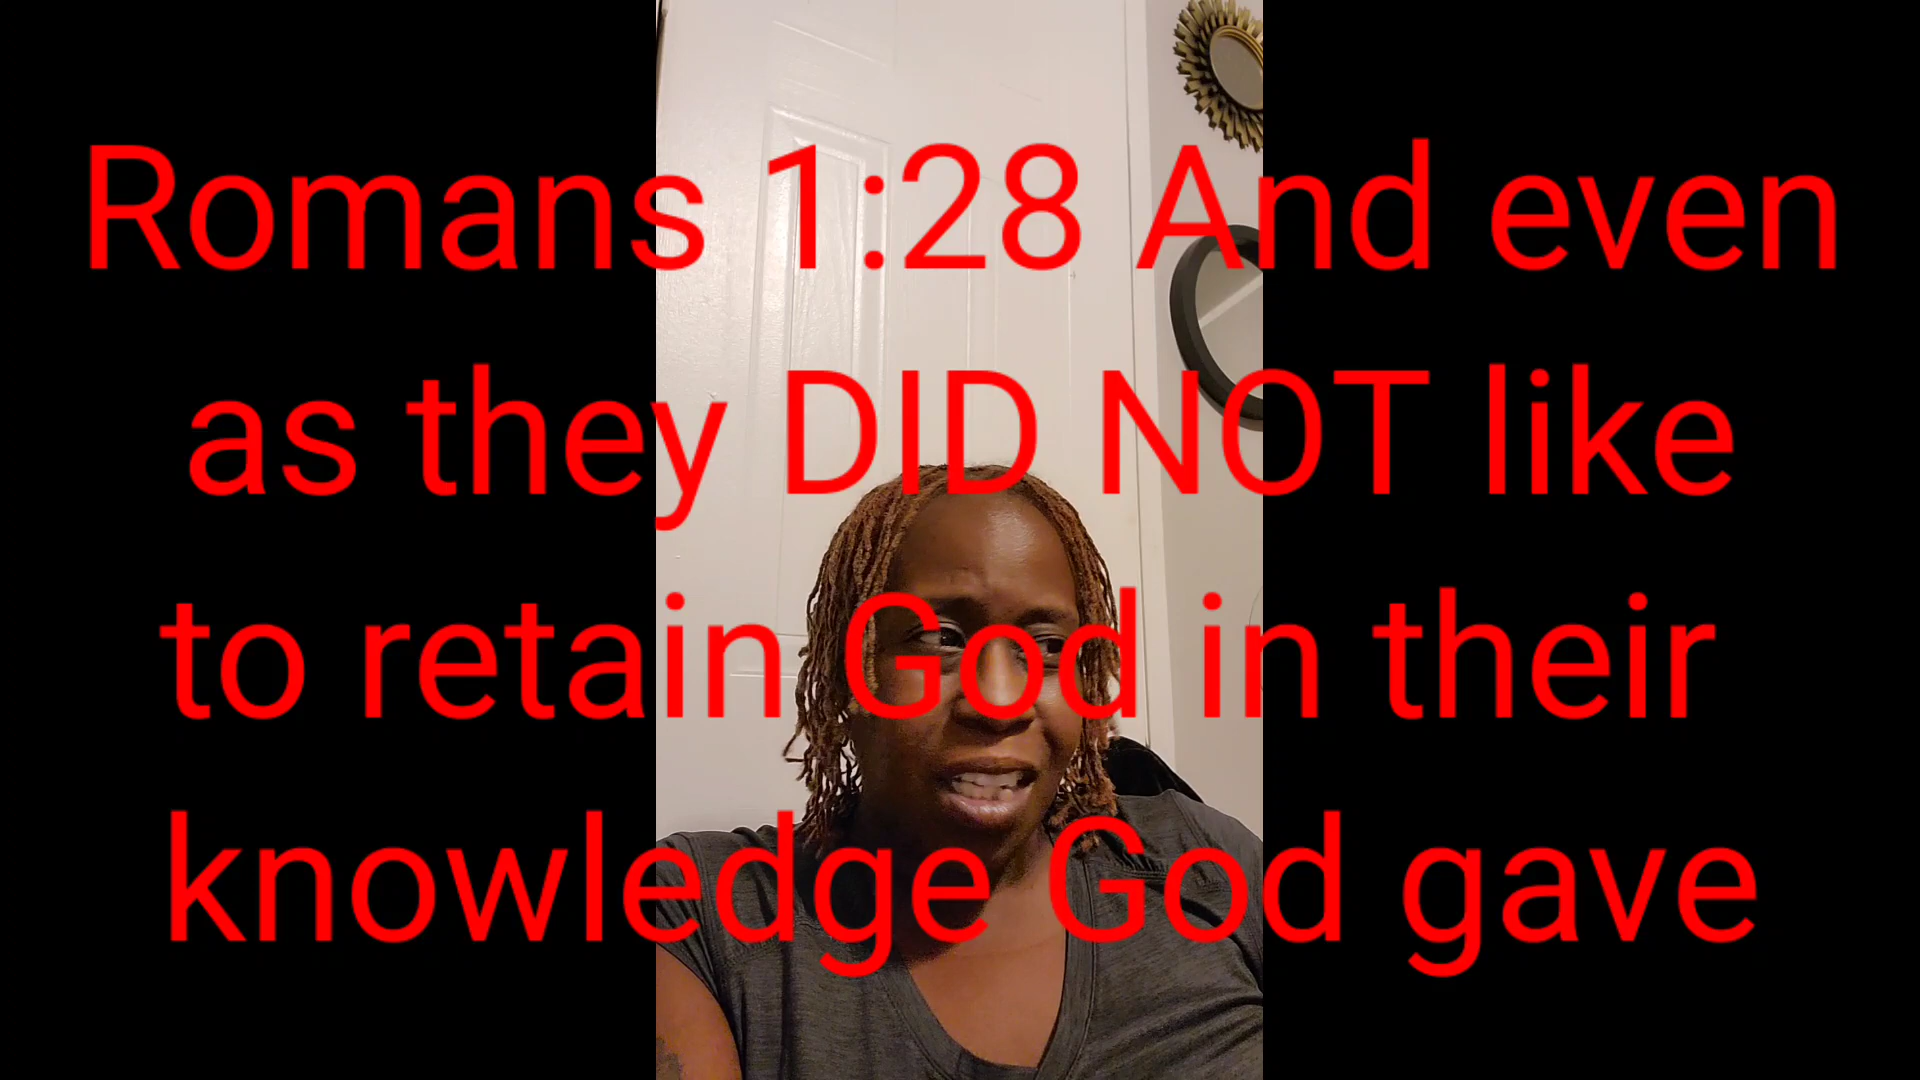 Romans 1:28 And even
as they DID NOT like
to retain God in their
knowledge God gave